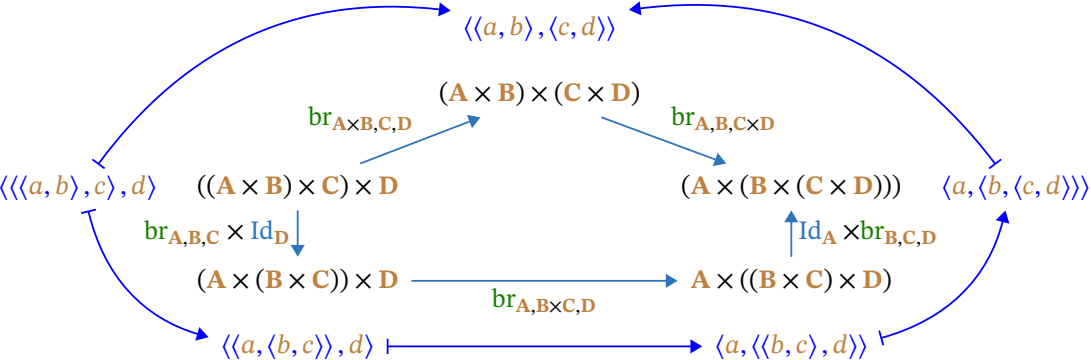 ⟨⟨a, b⟩, ⟨c, d⟩⟩
(A × B) × (C × D)
br_{A×B,C,D} br_{A,B,C×D}
⟨⟨⟨a, b⟩, c⟩, d⟩ ((A × B) × C) × D (A × (B × (C × D))) ⟨a, ⟨b, ⟨c, d⟩⟩⟩
br_{A,B,C} × Id_D Id_A × br_{B,C,D}
(A × (B × C)) × D A × ((B × C) × D)
br_{A,B×C,D}
⟨⟨a, ⟨b, c⟩⟩, d⟩ ⟨a, ⟨⟨b, c⟩, d⟩⟩